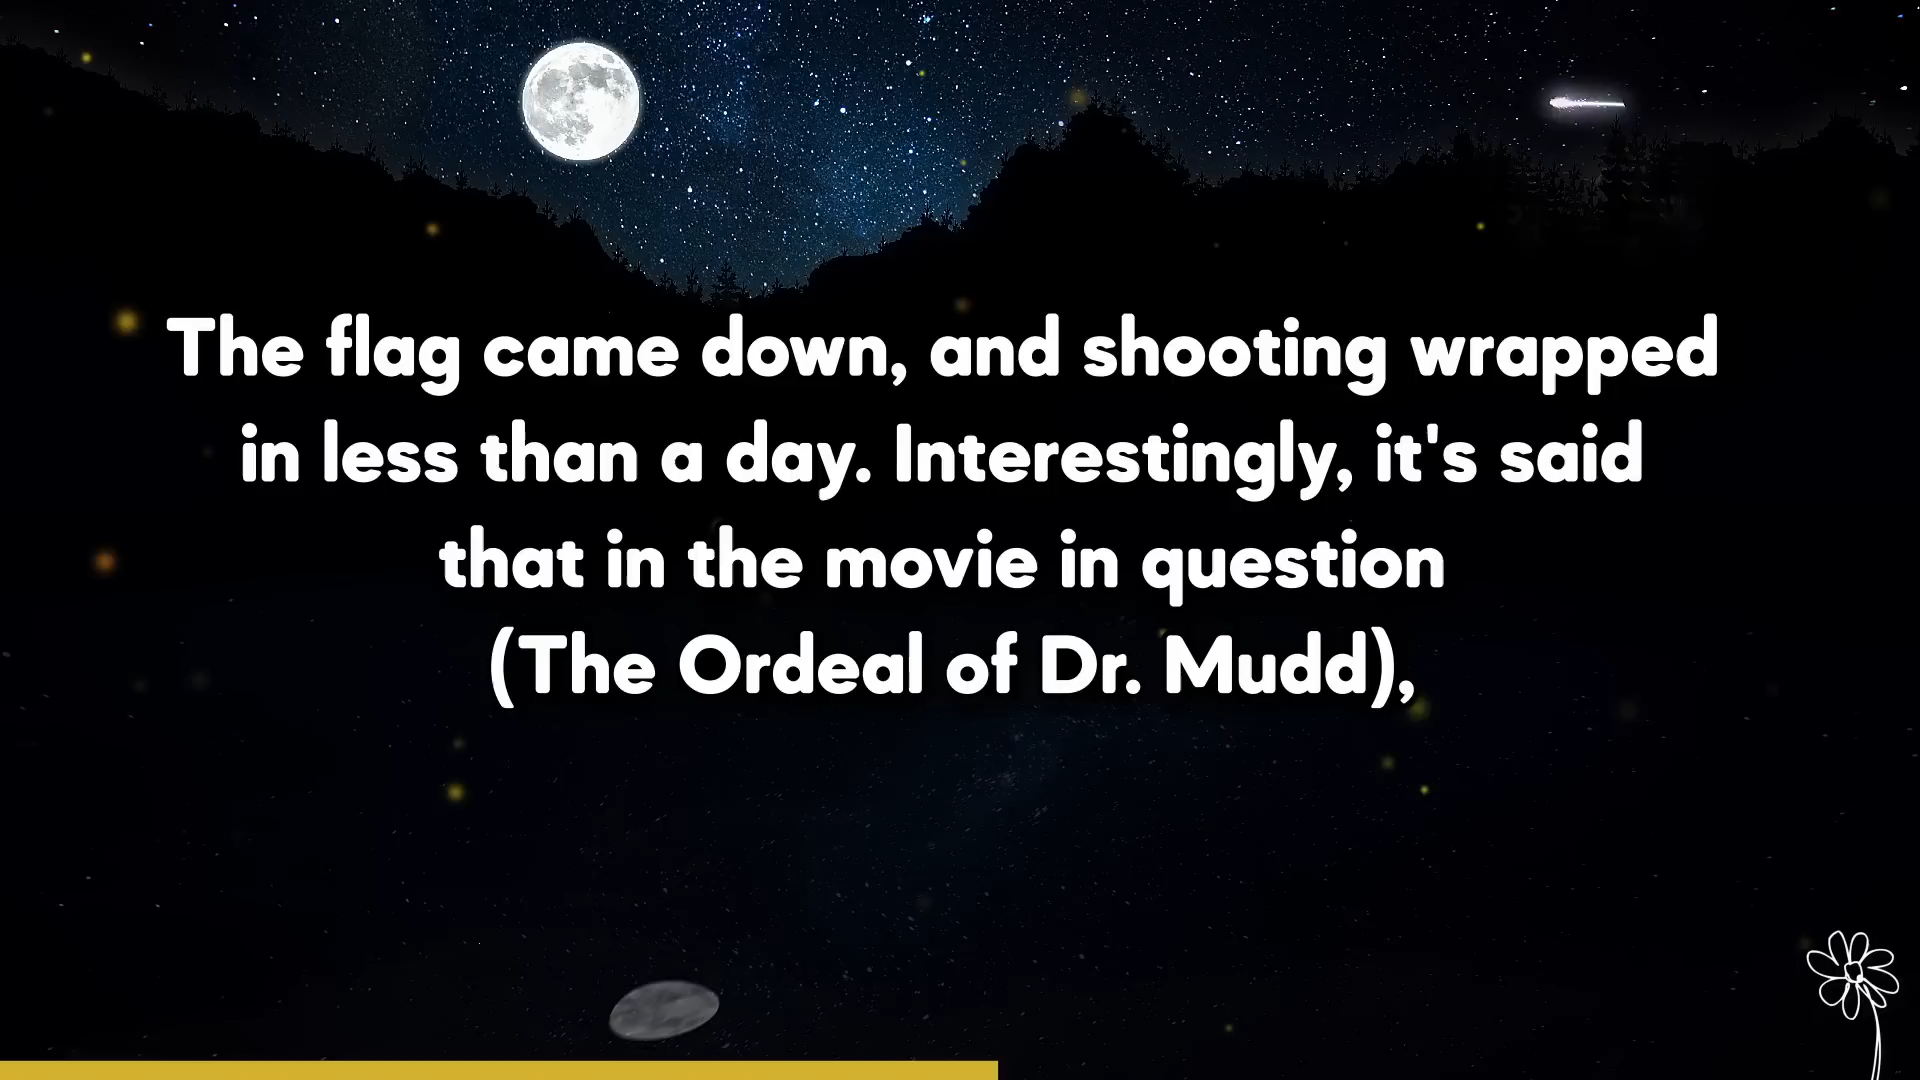 The flag came down, and shooting wrapped
in less than a day. Interestingly, it's said
that in the movie in question
(The Ordeal of Dr. Mudd),